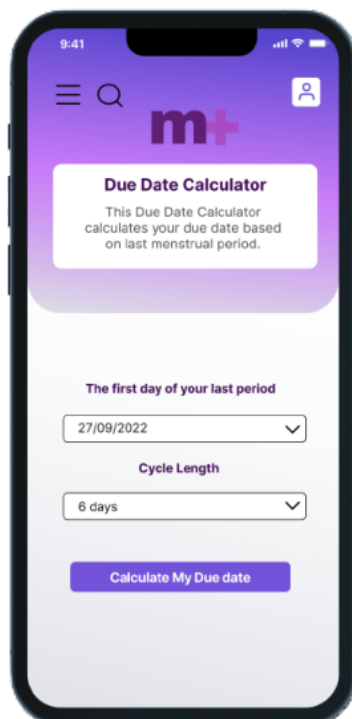 9:41
m+
Due Date Calculator
This Due Date Calculator
calculates your due date based
on last menstrual period.
The first day of your last period
27/09/2022
Cycle Length
6 days
Calculate My Due date